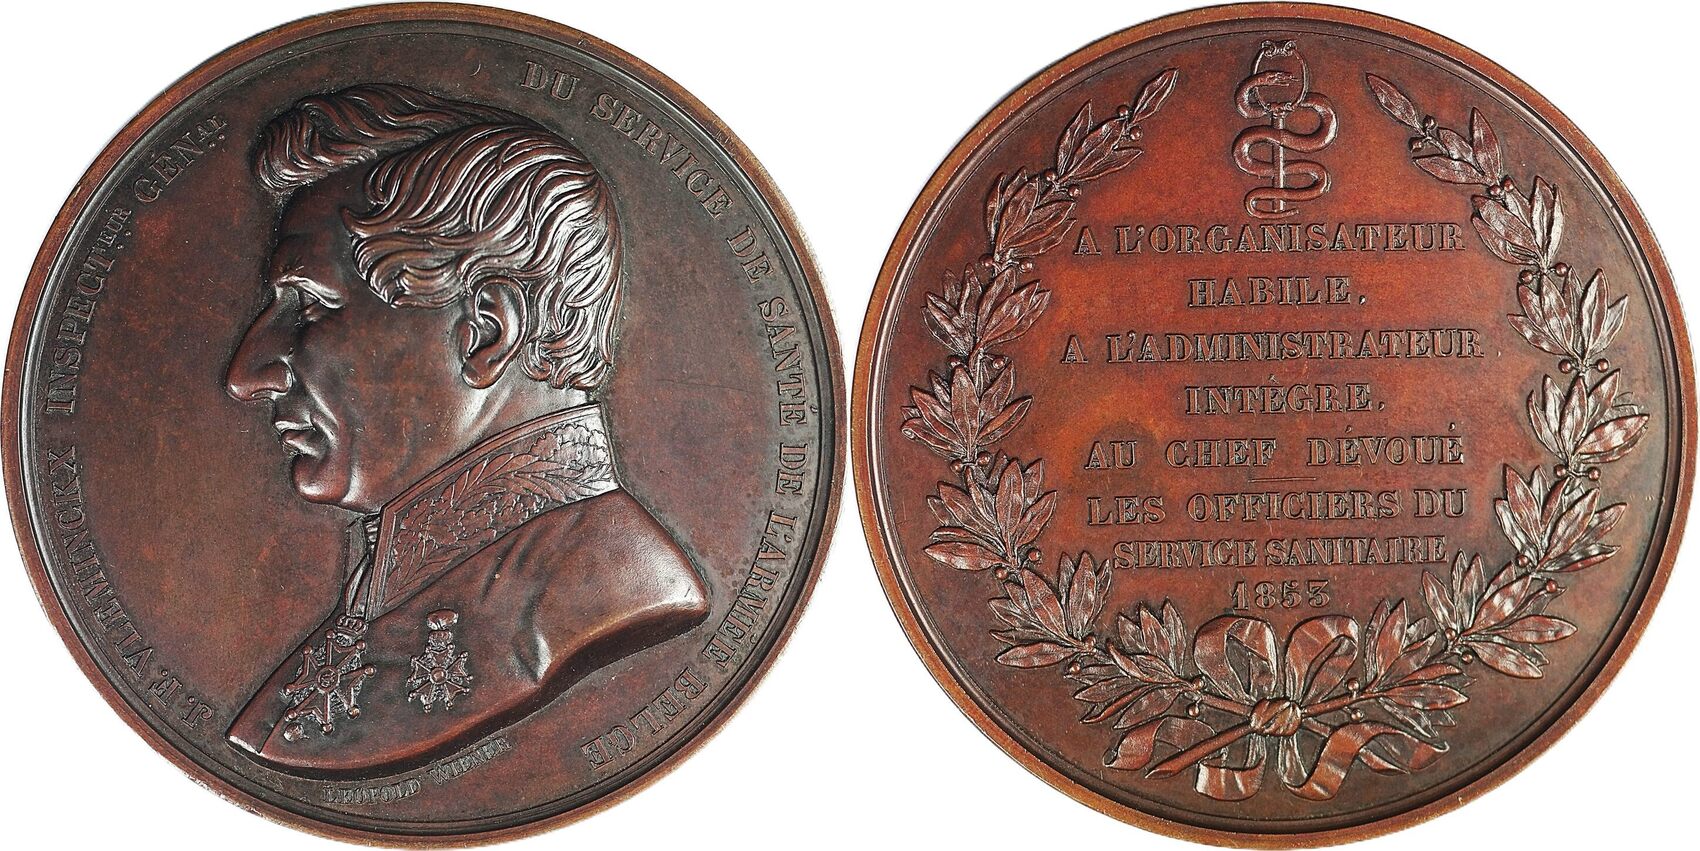 J. F. VLEMINCKX INSPECTEUR GÉNAL DU SERVICE DE SANTÉ DE L'ARMÉE BELGE
LEOPOLD WIENER
A L'ORGANISATEUR
HABILE.
A L'ADMINISTRATEUR
INTÈGRE.
AU CHEF DÉVOUÉ
LES OFFICIERS DU
SERVICE SANITAIRE
1853